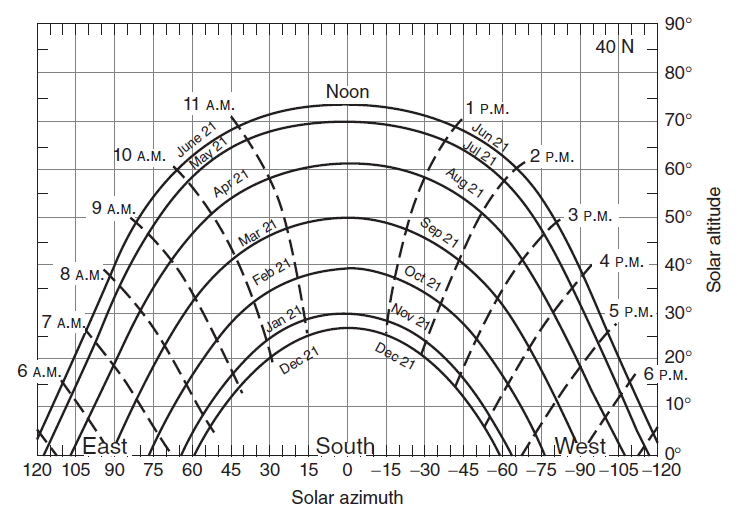 90°
40 N
80°
Noon
11 A.M.
1 P.M.
70°
June 21
Jun 21
May 21
Jul 21
10 A.M.
2 P.M.
60°
Apr 21
Aug 21
9 A.M.
3 P.M.
50°
Mar 21
Sep 21
Solar altitude
8 A.M.
4 P.M.
40°
Feb 21
Oct 21
7 A.M.
5 P.M.
30°
Jan 21
Nov 21
Dec 21
Dec 21
20°
6 A.M.
6 P.M.
10°
East
South
West
0°
120 105 90 75 60 45 30 15 0 –15 –30 –45 –60 –75 –90 –105 –120
Solar azimuth